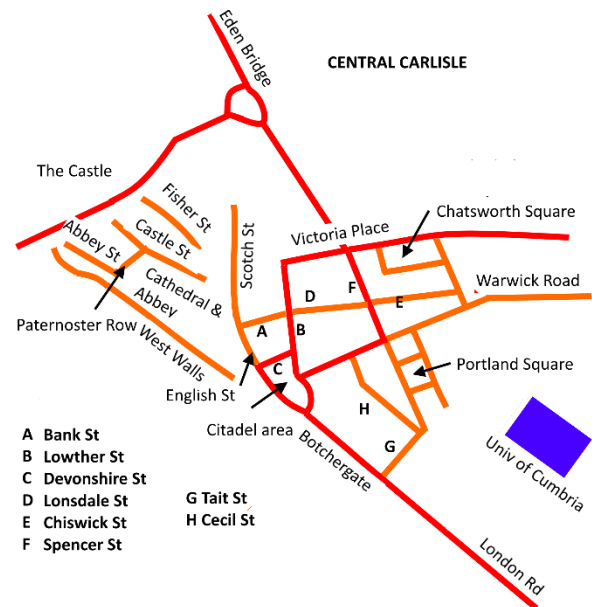 Eden Bridge
CENTRAL CARLISLE
The Castle
Fisher St
Castle St
Abbey St
Scotch St
Victoria Place
Chatsworth Square
Cathedral &
Abbey
Paternoster Row
West Walls
Warwick Road
D
F
E
A
B
C
English St
Citadel area
Portland Square
H
G
Botchergate
Univ of
Cumbria
London Rd
A Bank St
B Lowther St
C Devonshire St
D Lonsdale St
E Chiswick St
F Spencer St
G Tait St
H Cecil St